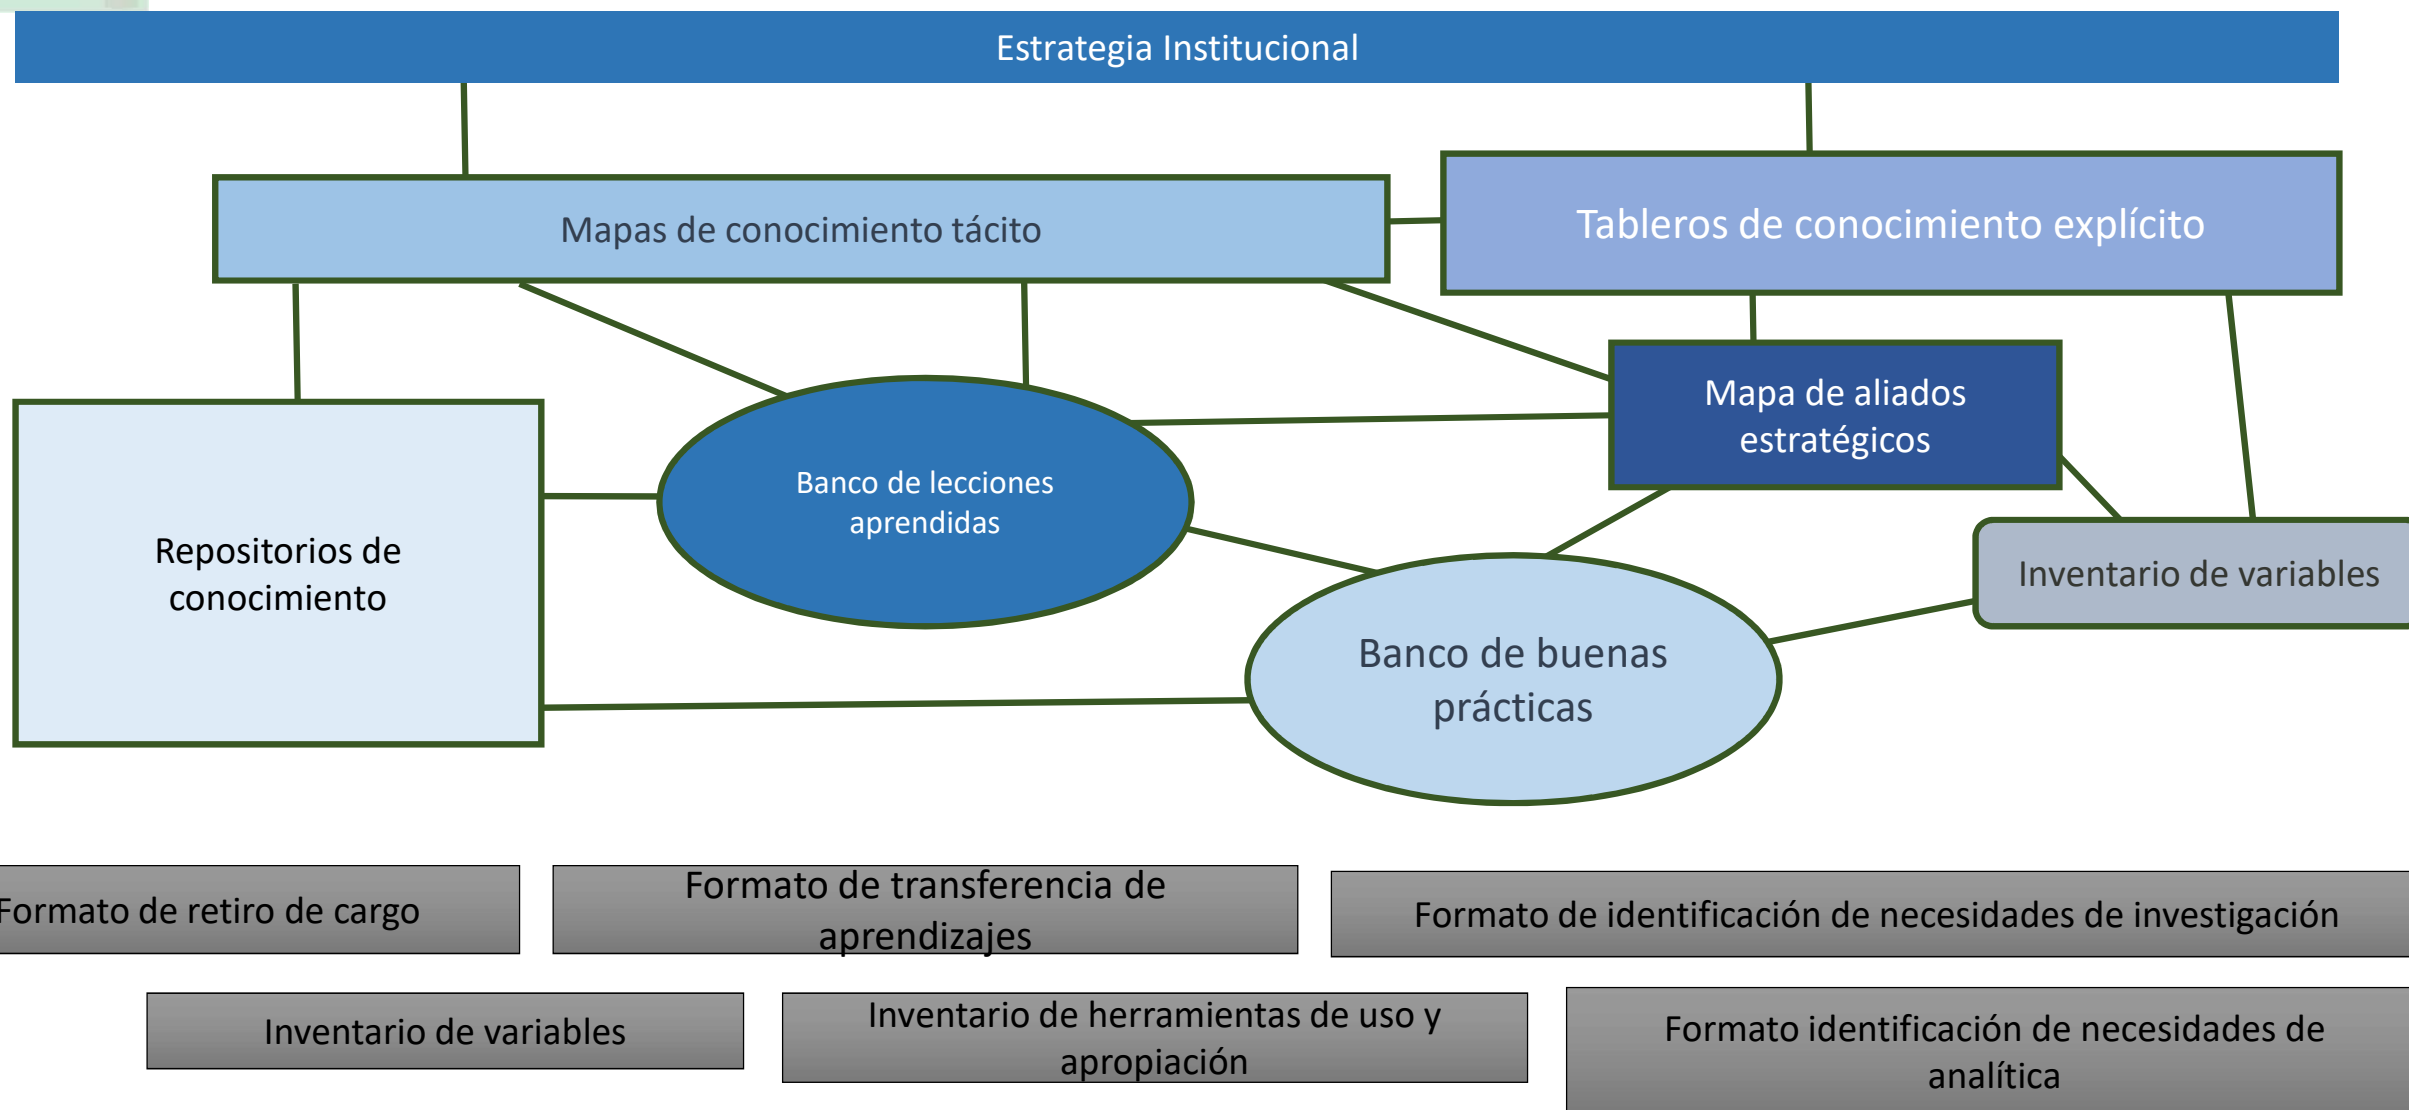 Estrategia Institucional
Mapas de conocimiento tácito
Tableros de conocimiento explícito
Mapa de aliados
estratégicos
Banco de lecciones
aprendidas
Repositorios de
conocimiento
Inventario de variables
Banco de buenas
prácticas
Formato de retiro de cargo
Formato de transferencia de
aprendizajes
Formato de identificación de necesidades de investigación
Inventario de variables
Inventario de herramientas de uso y
apropiación
Formato identificación de necesidades de
analítica